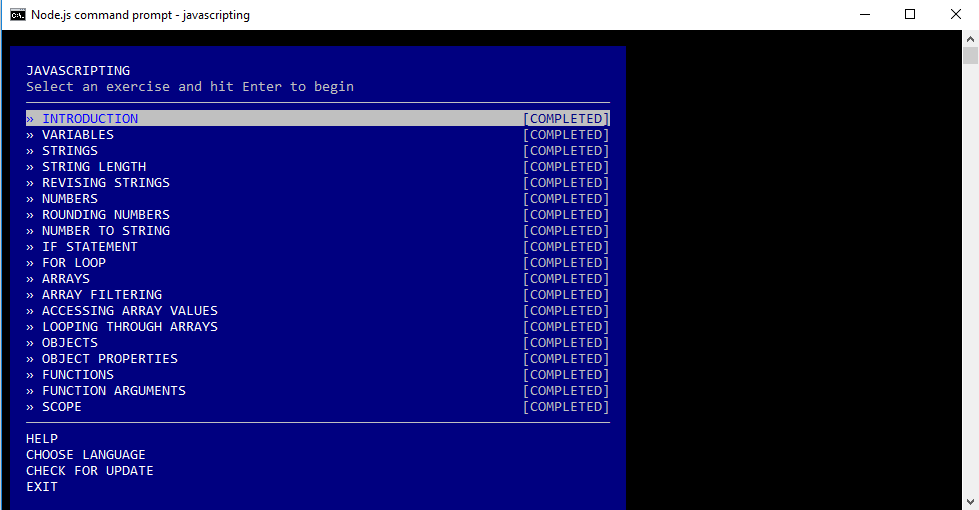 Node.js command prompt - javascripting
JAVASCRIPTING
Select an exercise and hit Enter to begin
» INTRODUCTION [COMPLETED]
» VARIABLES [COMPLETED]
» STRINGS [COMPLETED]
» STRING LENGTH [COMPLETED]
» REVISING STRINGS [COMPLETED]
» NUMBERS [COMPLETED]
» ROUNDING NUMBERS [COMPLETED]
» NUMBER TO STRING [COMPLETED]
» IF STATEMENT [COMPLETED]
» FOR LOOP [COMPLETED]
» ARRAYS [COMPLETED]
» ARRAY FILTERING [COMPLETED]
» ACCESSING ARRAY VALUES [COMPLETED]
» LOOPING THROUGH ARRAYS [COMPLETED]
» OBJECTS [COMPLETED]
» OBJECT PROPERTIES [COMPLETED]
» FUNCTIONS [COMPLETED]
» FUNCTION ARGUMENTS [COMPLETED]
» SCOPE [COMPLETED]
HELP
CHOOSE LANGUAGE
CHECK FOR UPDATE
EXIT